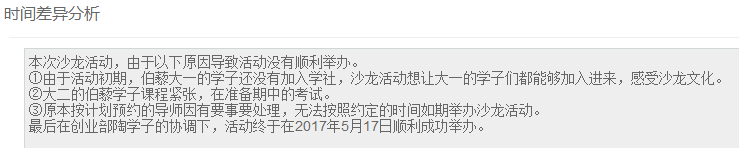 时间差异分析
本次沙龙活动，由于以下原因导致活动没有顺利举办。
①由于活动初期，伯藜大一的学子还没有加入学社，沙龙活动想让大一的学子们都能够加入进来，感受沙龙文化。
②大二的伯藜学子课程紧张，在准备期中的考试。
③原本按计划预约的导师因有要事要处理，无法按照约定的时间如期举办沙龙活动。
最后在创业部陶学子的协调下，活动终于在2017年5月17日顺利成功举办。